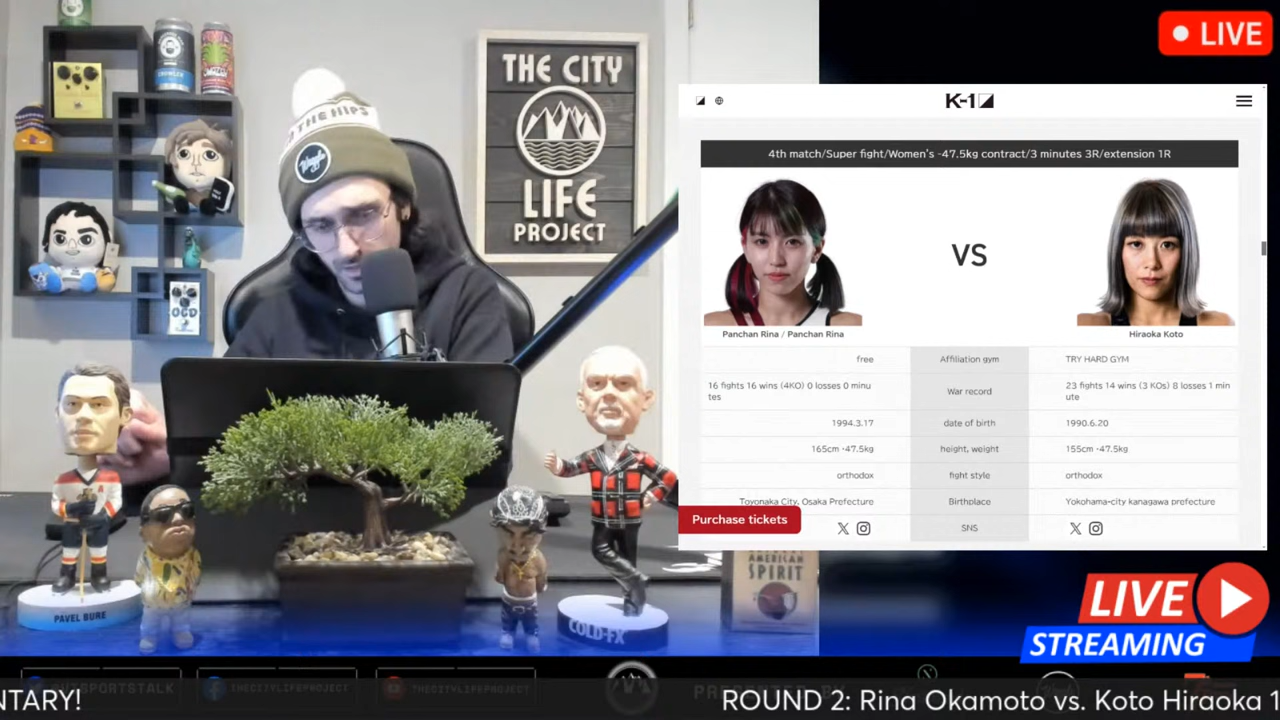 LIVE
THE CITY
LIFE
PROJECT
THE HIPS
OCD
K-1
4th match/Super fight/Women's -47.5kg contract/3 minutes 3R/extension 1R
VS
Panchan Rina / Panchan Rina
Hiraoka Koto
free
Affiliation gym
TRY HARD GYM
16 fights 16 wins (4KO) 0 losses 0 minu
tes
War record
23 fights 14 wins (3 KOs) 8 losses 1 min
ute
1994.3.17
date of birth
1990.6.20
165cm -47.5kg
height, weight
155cm -47.5kg
orthodox
fight style
orthodox
Toyonaka City, Osaka Prefecture
Birthplace
Yokohama-city kanagawa prefecture
Purchase tickets
SNS
AMERICAN
SPIRIT
PAVEL BURE
COLD-FX
LIVE
STREAMING
THECITYLIFEPROJECT
THECITYLIFEPROJECT
NTARY!
ROUND 2: Rina Okamoto vs. Koto Hiraoka 1